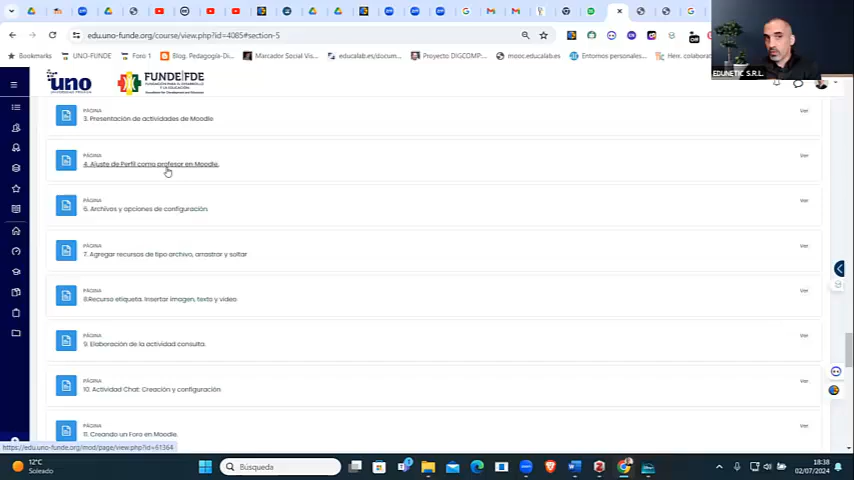 edu.uno-funde.org/course/view.php?id=4085#section-5
Bookmarks
UNO-FUNDE
Foro 1
Blog. Pedagogía-Di...
Marcador Social Vis...
educalab.es/docum...
Proyecto DIGCOMP:...
mooc.educalab.es
Entornos personales...
Herr. colaborati
EDUNETIC S.R.L.
uno
FUNDE|FDE
PÁGINA
3. Presentación de actividades de Moodle
Ver
PÁGINA
4. Ajuste de Perfil como profesor en Moodle.
Ver
PÁGINA
6. Archivos y opciones de configuración.
Ver
PÁGINA
7. Agregar recursos de tipo archivo, arrastrar y soltar
Ver
PÁGINA
8.Recurso etiqueta. Insertar imagen, texto y video
Ver
PÁGINA
9. Elaboración de la actividad consulta.
Ver
PÁGINA
10. Actividad Chat: Creación y configuración
Ver
PÁGINA
11. Creando un Foro en Moodle.
Ver
https://edu.uno-funde.org/mod/page/view.php?id=61364
12°C
Soleado
Búsqueda
18:38
02/07/2024